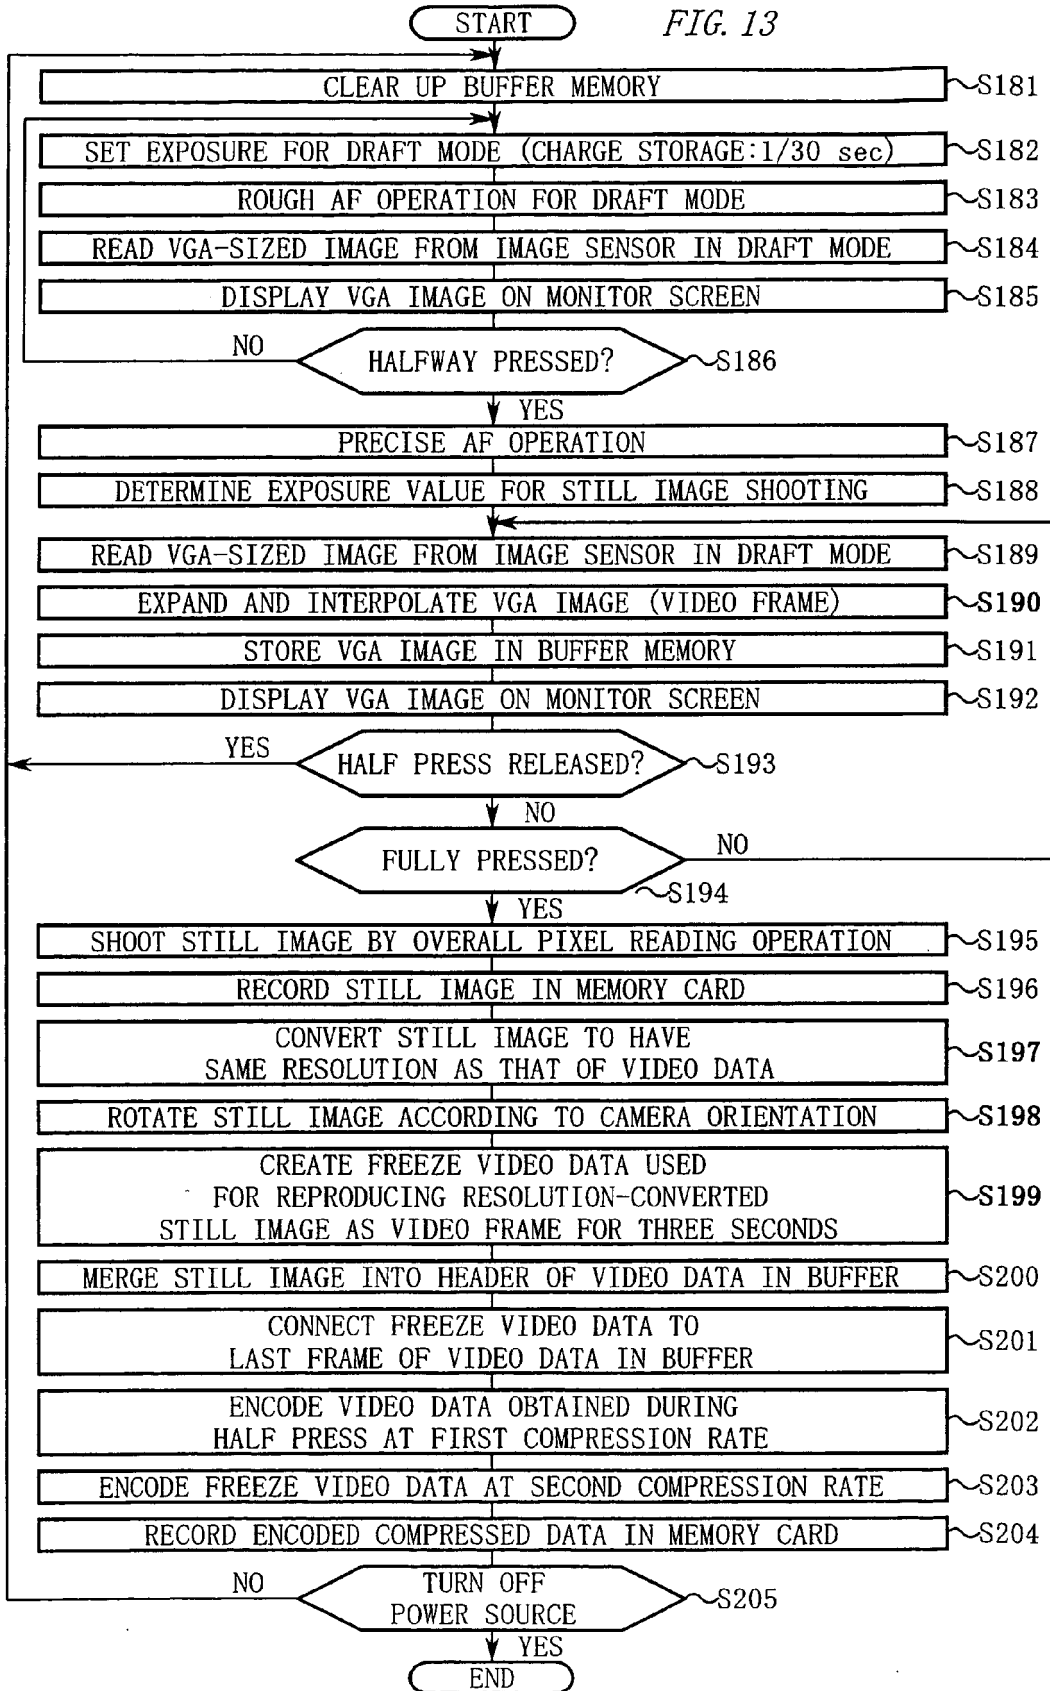 START
FIG. 13
CLEAR UP BUFFER MEMORY
S181
SET EXPOSURE FOR DRAFT MODE (CHARGE STORAGE:1/30 sec)
S182
ROUGH AF OPERATION FOR DRAFT MODE
S183
READ VGA-SIZED IMAGE FROM IMAGE SENSOR IN DRAFT MODE
S184
DISPLAY VGA IMAGE ON MONITOR SCREEN
S185
NO
HALFWAY PRESSED?
S186
YES
PRECISE AF OPERATION
S187
DETERMINE EXPOSURE VALUE FOR STILL IMAGE SHOOTING
S188
READ VGA-SIZED IMAGE FROM IMAGE SENSOR IN DRAFT MODE
S189
EXPAND AND INTERPOLATE VGA IMAGE (VIDEO FRAME)
S190
STORE VGA IMAGE IN BUFFER MEMORY
S191
DISPLAY VGA IMAGE ON MONITOR SCREEN
S192
YES
HALF PRESS RELEASED?
S193
NO
FULLY PRESSED?
NO
S194
YES
SHOOT STILL IMAGE BY OVERALL PIXEL READING OPERATION
S195
RECORD STILL IMAGE IN MEMORY CARD
S196
CONVERT STILL IMAGE TO HAVE
SAME RESOLUTION AS THAT OF VIDEO DATA
S197
ROTATE STILL IMAGE ACCORDING TO CAMERA ORIENTATION
S198
CREATE FREEZE VIDEO DATA USED
FOR REPRODUCING RESOLUTION-CONVERTED
STILL IMAGE AS VIDEO FRAME FOR THREE SECONDS
S199
MERGE STILL IMAGE INTO HEADER OF VIDEO DATA IN BUFFER
S200
CONNECT FREEZE VIDEO DATA TO
LAST FRAME OF VIDEO DATA IN BUFFER
S201
ENCODE VIDEO DATA OBTAINED DURING
HALF PRESS AT FIRST COMPRESSION RATE
S202
ENCODE FREEZE VIDEO DATA AT SECOND COMPRESSION RATE
S203
RECORD ENCODED COMPRESSED DATA IN MEMORY CARD
S204
NO
TURN OFF
POWER SOURCE
S205
YES
END